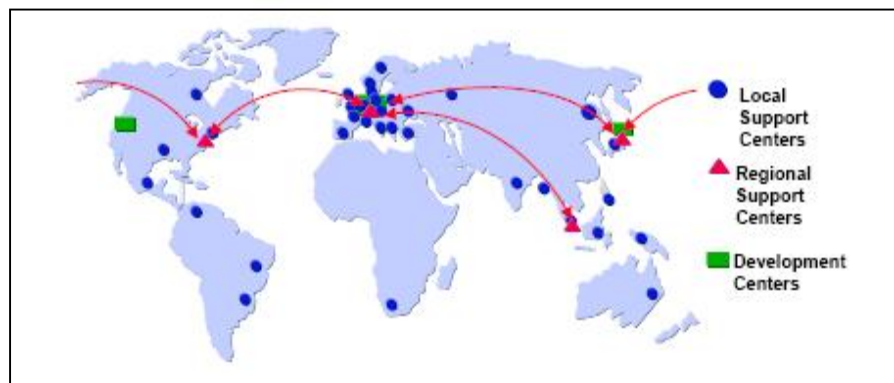 Local
Support
Centers
Regional
Support
Centers
Development
Centers